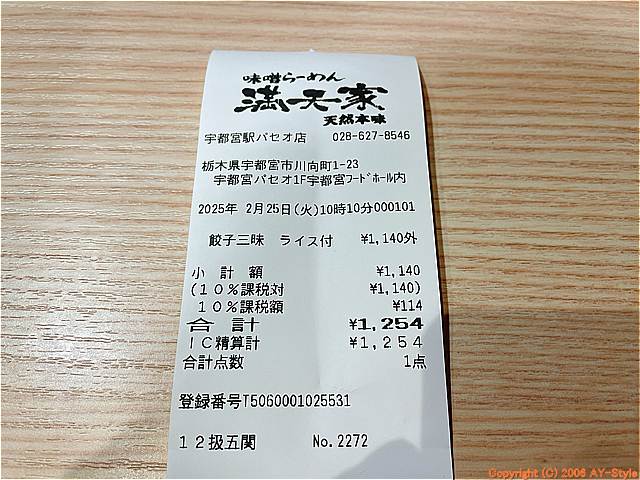 味噌らーめん
満天家
天然本味
宇都宮駅パセオ店 028-627-8546
栃木県宇都宮市川向町1-23
宇都宮パセオ1F宇都宮ﾌｰﾄﾞﾎｰﾙ内
2025年 2月25日(火)10時10分000101
餃子三昧 ライス付 ¥1,140外
小 計 額 ¥1,140
(10%課税対 ¥1,140)
10%課税額 ¥114
合 計 ¥1,254
IC精算計 ¥1,254
合計点数 1点
登録番号T5060001025531
12扱五関 No.2272
Copyright (C) 2006 AY-Style